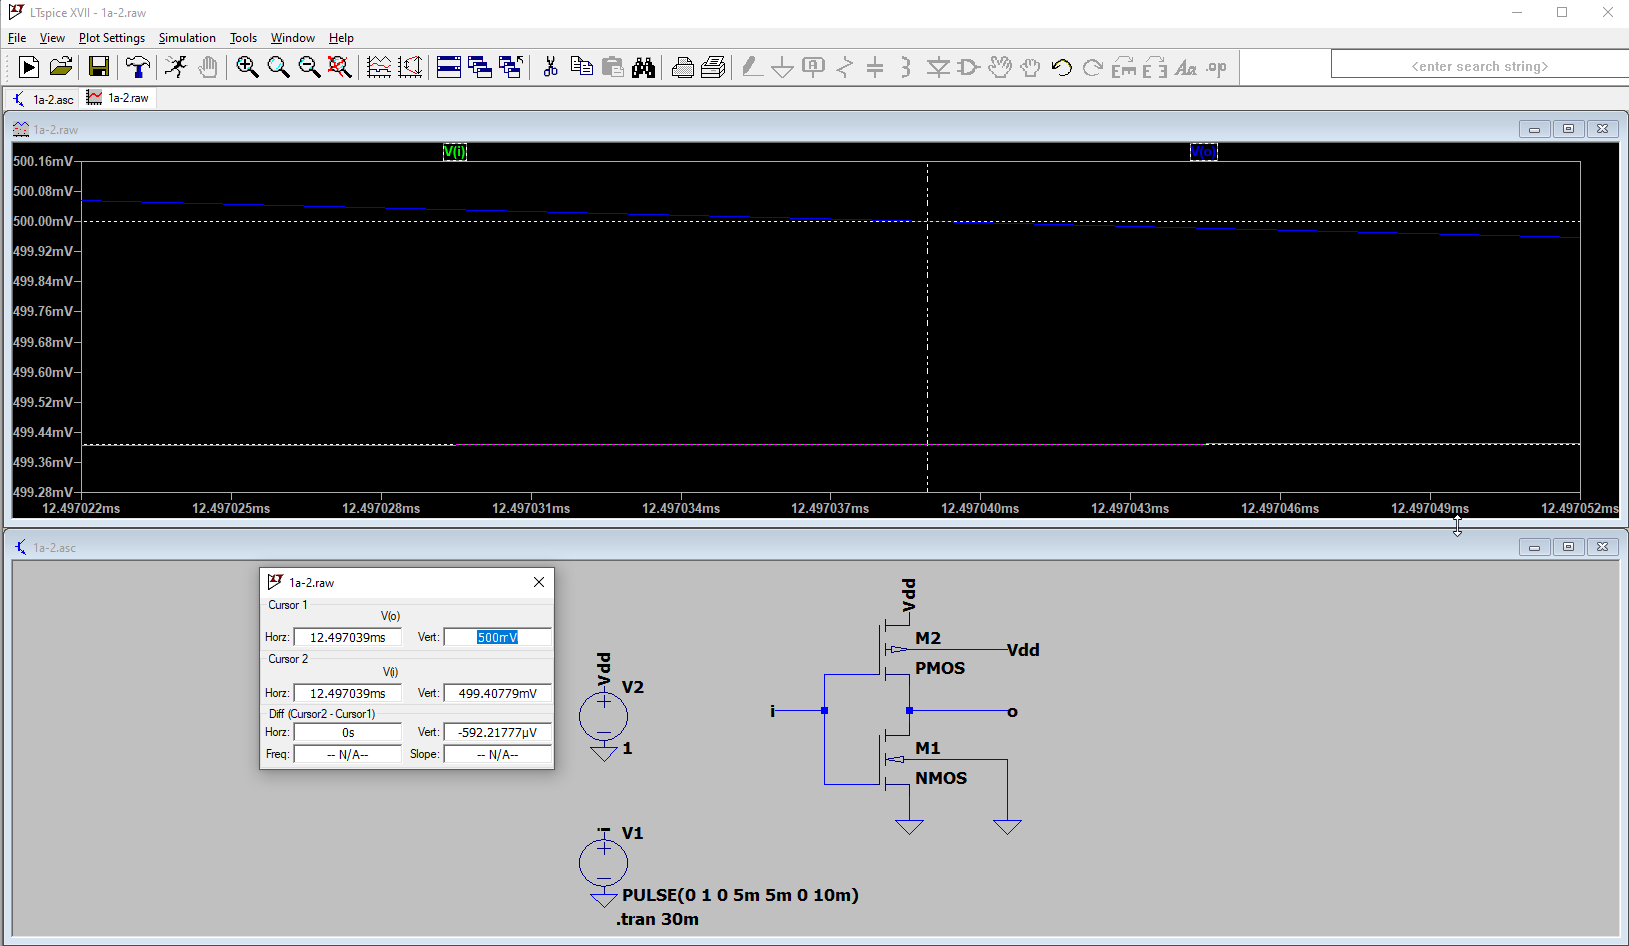 LTspice XVII - 1a-2.raw
File View Plot Settings Simulation Tools Window Help
<enter search string>
1a-2.asc 1a-2.raw
1a-2.raw
V(i) V(o)
500.16mV
500.08mV
500.00mV
499.92mV
499.84mV
499.76mV
499.68mV
499.60mV
499.52mV
499.44mV
499.36mV
499.28mV
12.497022ms 12.497025ms 12.497028ms 12.497031ms 12.497034ms 12.497037ms 12.497040ms 12.497043ms 12.497046ms 12.497049ms 12.497052ms
1a-2.asc
1a-2.raw
Cursor 1
V(o)
Horz: 12.497039ms Vert: 500mV
Cursor 2
V(i)
Horz: 12.497039ms Vert: 499.40779mV
Diff (Cursor2 - Cursor1)
Horz: 0s Vert: -592.21777µV
Freq: -- N/A-- Slope: -- N/A--
Vdd
V2
1
i
V1
PULSE(0 1 0 5m 5m 0 10m)
.tran 30m
Vdd
M2
Vdd
PMOS
i
o
M1
NMOS